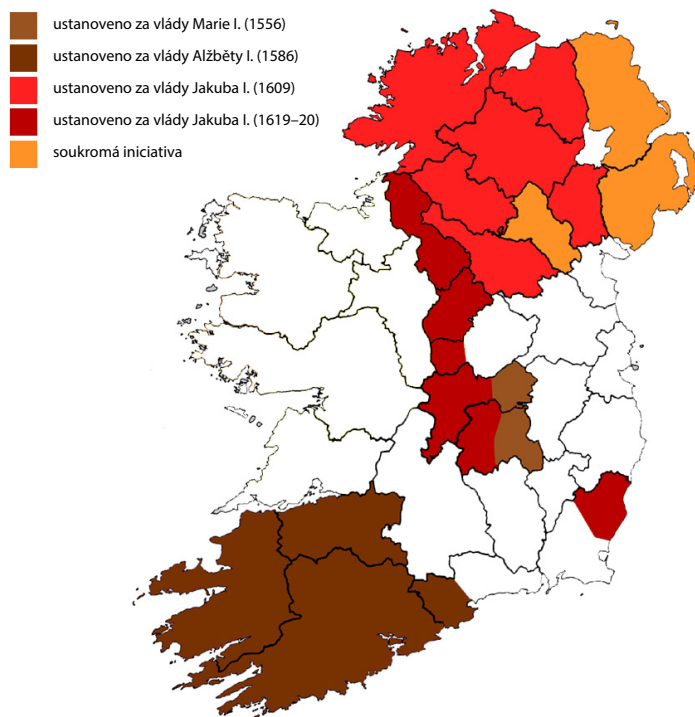 ustanoveno za vlády Marie I. (1556)
ustanoveno za vlády Alžběty I. (1586)
ustanoveno za vlády Jakuba I. (1609)
ustanoveno za vlády Jakuba I. (1619–20)
soukromá iniciativa